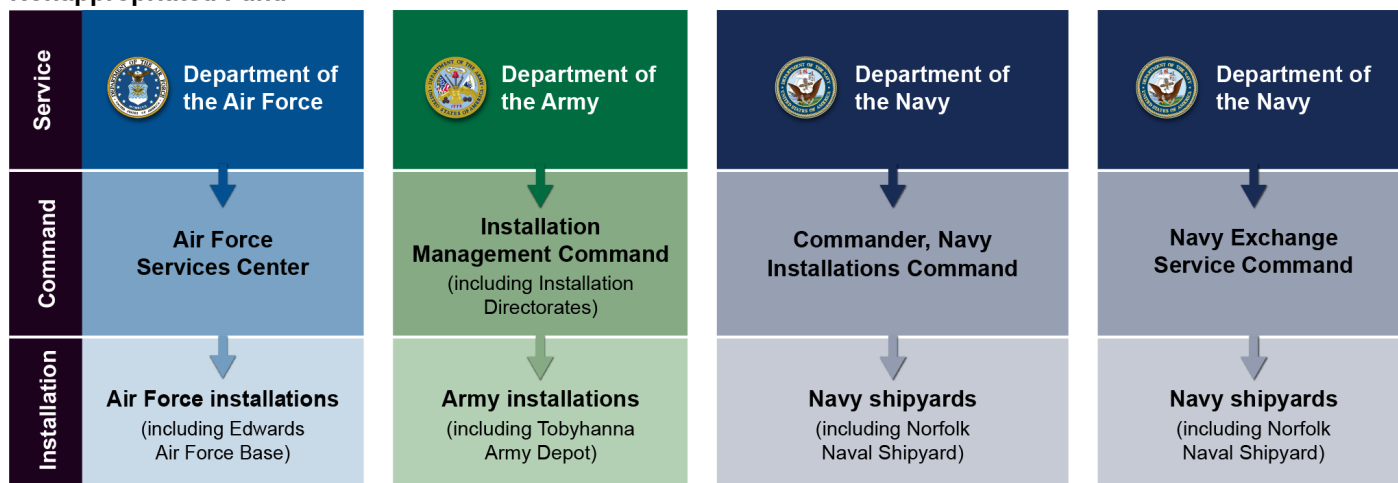 Nonappropriated Fund
Service
Department of
the Air Force
Department of
the Army
Department of
the Navy
Department of
the Navy
Command
Air Force
Services Center
Installation
Management Command
(including Installation
Directorates)
Commander, Navy
Installations Command
Navy Exchange
Service Command
Installation
Air Force installations
(including Edwards
Air Force Base)
Army installations
(including Tobyhanna
Army Depot)
Navy shipyards
(including Norfolk
Naval Shipyard)
Navy shipyards
(including Norfolk
Naval Shipyard)